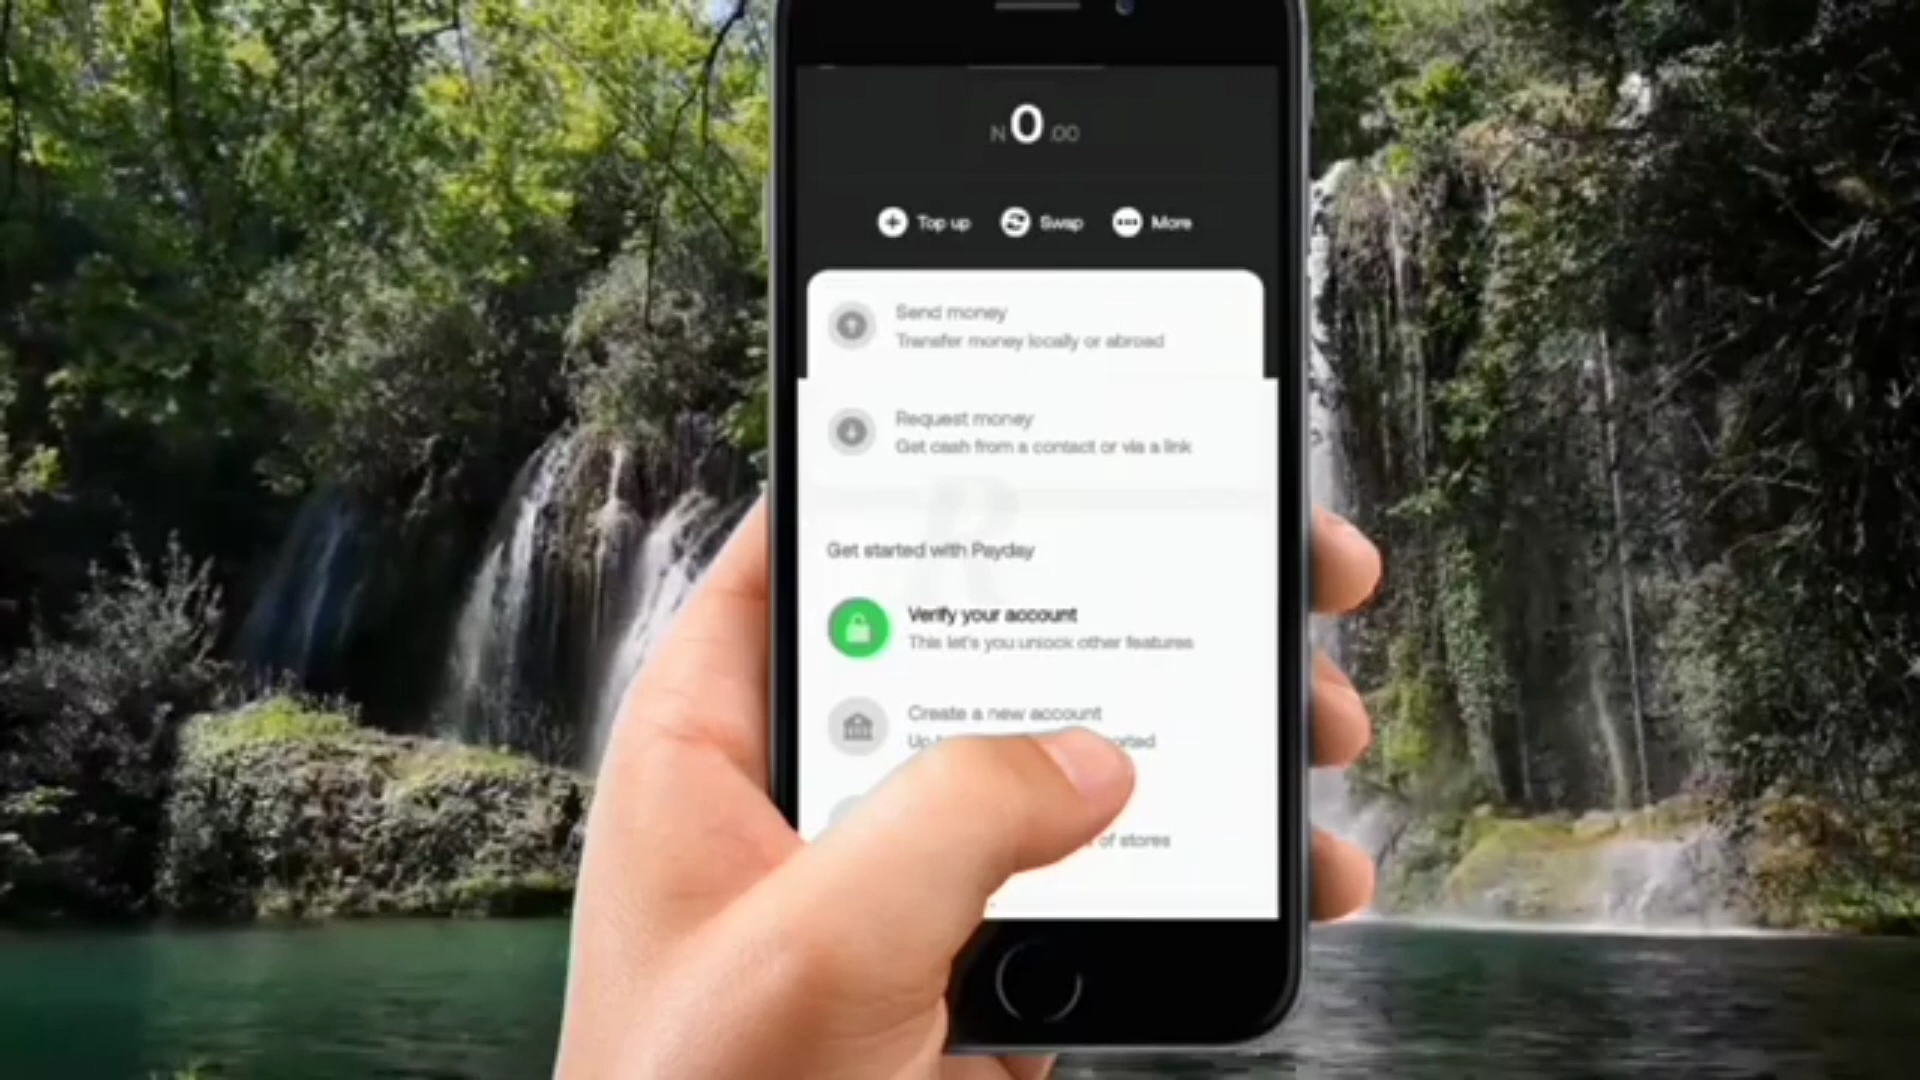 N 0 .00
Top up Swap More
Send money
Transfer money locally or abroad
Request money
Get cash from a contact or via a link
R
Get started with Payday
Verify your account
This let's you unlock other features
Create a new account
of stores